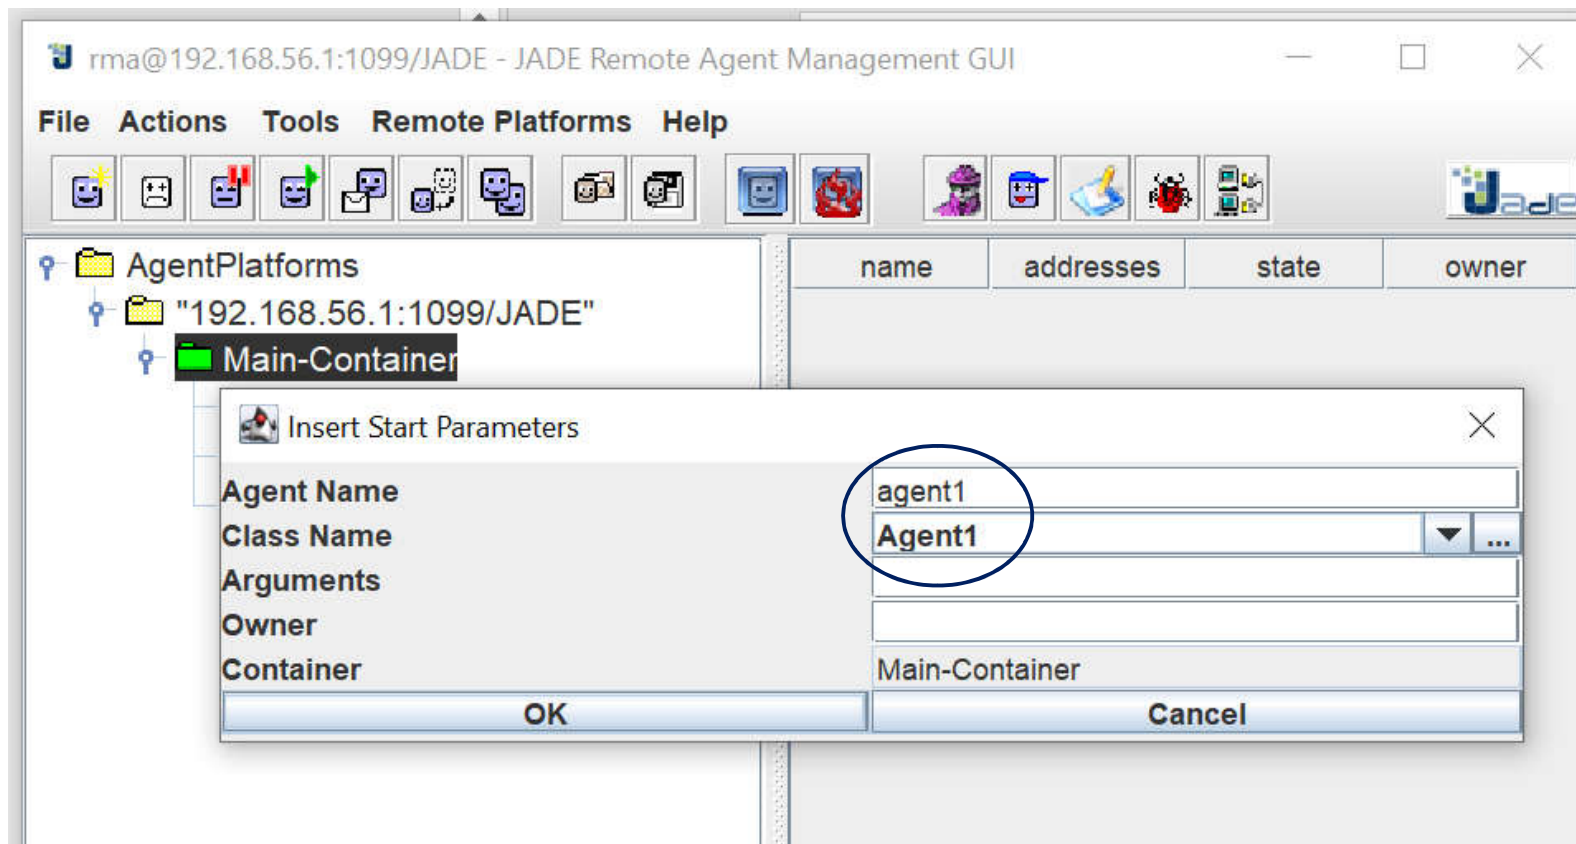 rma@192.168.56.1:1099/JADE - JADE Remote Agent Management GUI
File Actions Tools Remote Platforms Help
Jade
AgentPlatforms
name addresses state owner
"192.168.56.1:1099/JADE"
Main-Container
Insert Start Parameters
Agent Name agent1
Class Name Agent1 ...
Arguments
Owner
Container Main-Container
OK Cancel